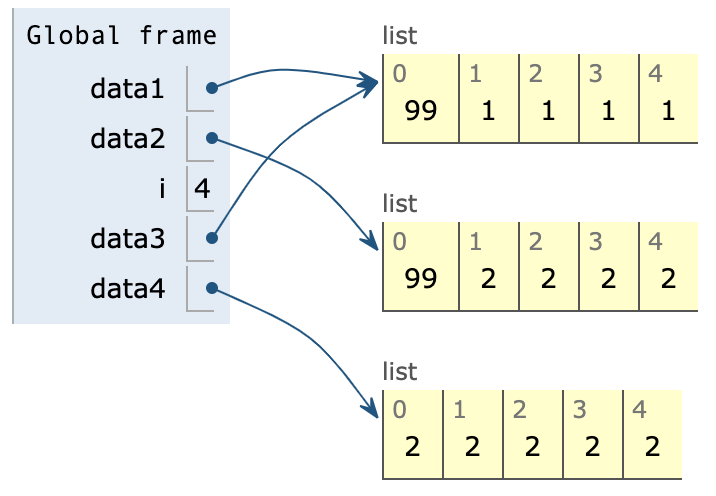 Global frame
data1
data2
i 4
data3
data4
list
0 1 2 3 4
99 1 1 1 1
list
0 1 2 3 4
99 2 2 2 2
list
0 1 2 3 4
2 2 2 2 2